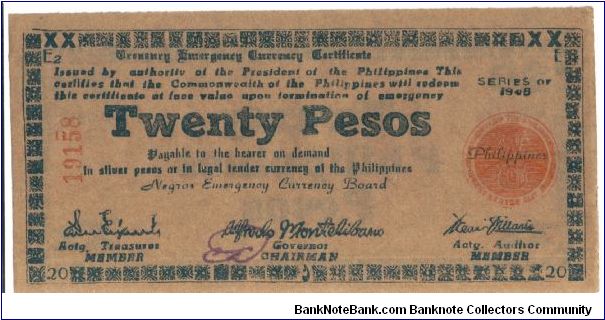 XX XX
E2 E
Treasury Emergency Currency Certificate
Issued by authority of the President of the Philippines This
certifies that the Commonwealth of the Philippines will redeem
this certificate at face value upon termination of emergency
SERIES OF
1945
Twenty Pesos
19158
Payable to the bearer on demand
In silver pesos or in legal tender currency of the Philippines
Negros Emergency Currency Board
Philippines
Alfredo Montelibano
Actg. Treasurer Governor Actg. Auditor
MEMBER CHAIRMAN MEMBER
20 20
BankNoteBank.com Banknote Collectors Community